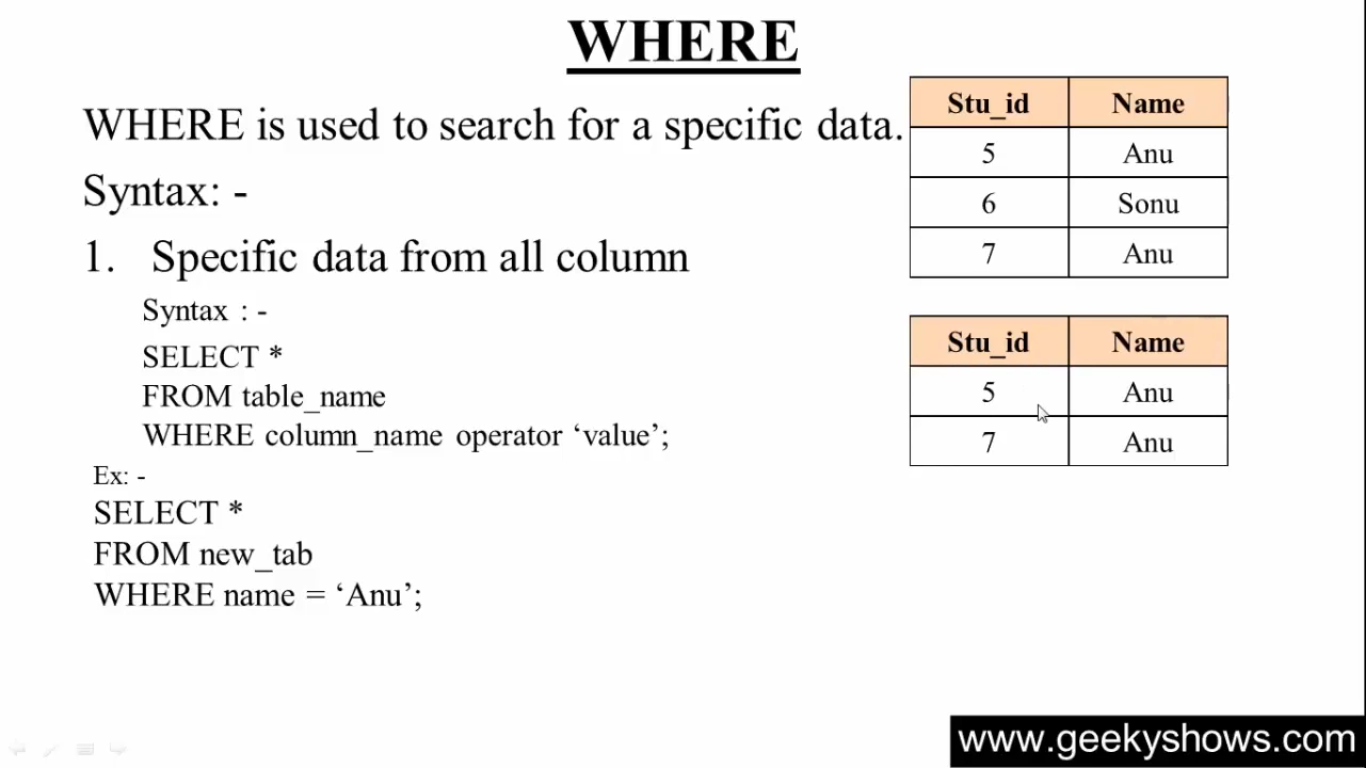 WHERE
WHERE is used to search for a specific data.
Syntax: -
1. Specific data from all column
Syntax : -
SELECT *
FROM table_name
WHERE column_name operator ‘value’;
Ex: -
SELECT *
FROM new_tab
WHERE name = ‘Anu’;
Stu_id Name
5 Anu
6 Sonu
7 Anu
Stu_id Name
5 Anu
7 Anu
www.geekyshows.com